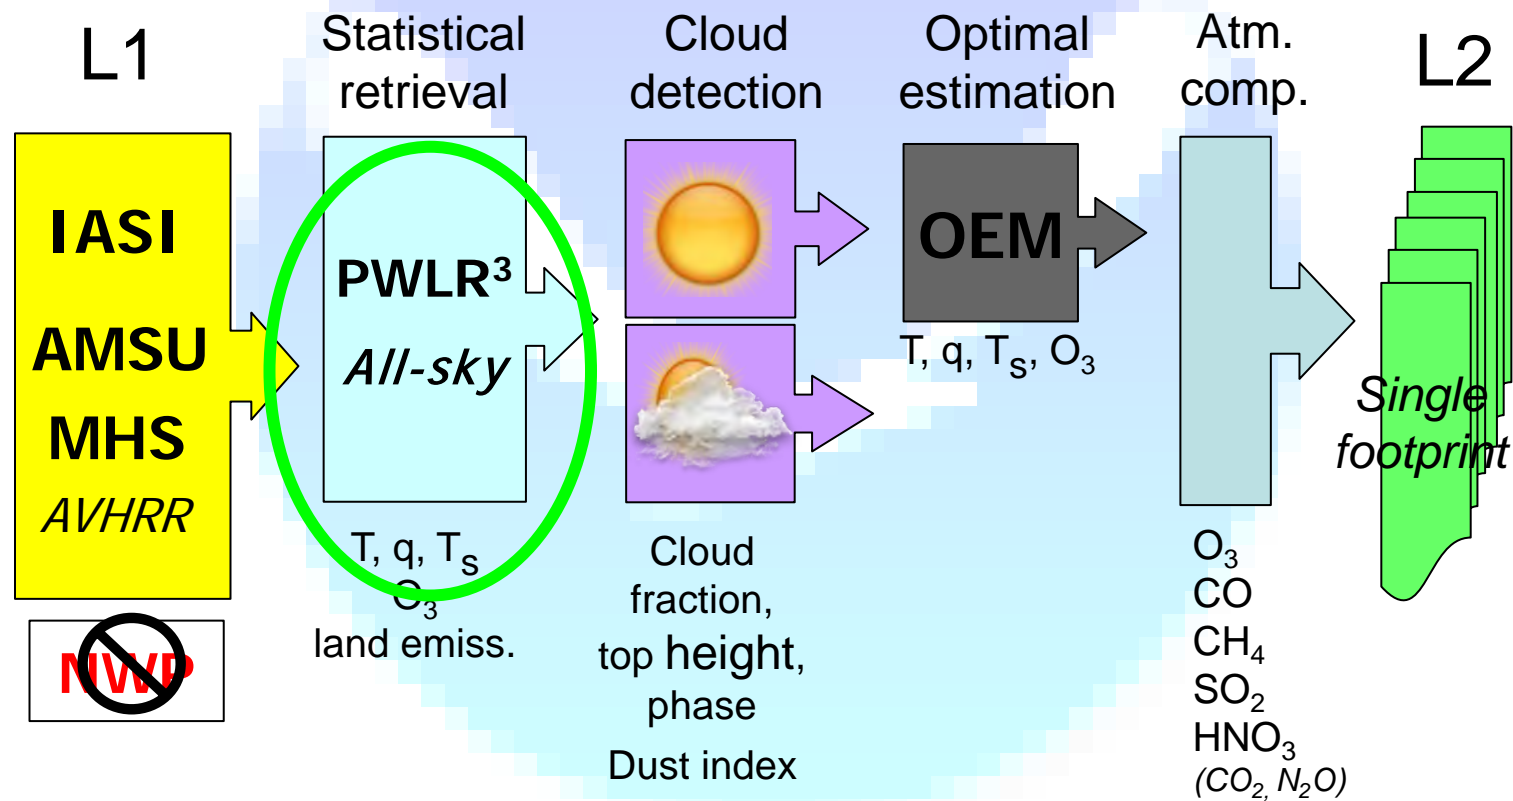 L1
IASI
AMSU
MHS
AVHRR
NWP
Statistical
retrieval
PWLR³
All-sky
T, q, Tₛ
O₃
land emiss.
Cloud
detection
Cloud
fraction,
top height,
phase
Dust index
Optimal
estimation
OEM
T, q, Tₛ, O₃
Atm.
comp.
O₃
CO
CH₄
SO₂
HNO₃
(CO₂, N₂O)
L2
Single
footprint